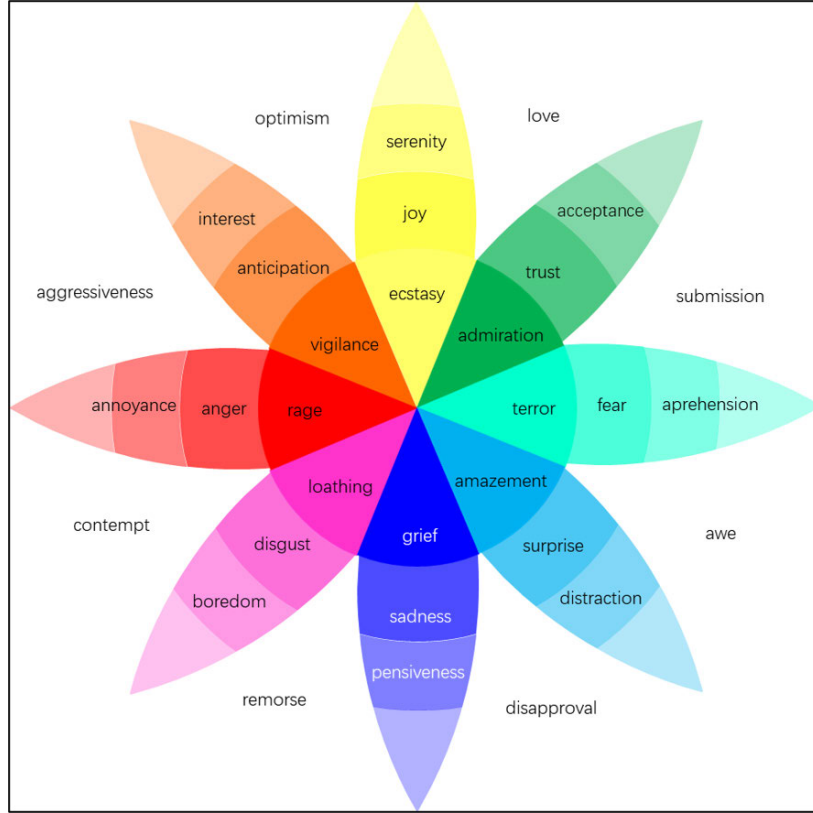 optimism
love
serenity
acceptance
interest
joy
anticipation
trust
aggressiveness
ecstasy
submission
vigilance
admiration
annoyance
anger
rage
terror
fear
aprehension
loathing
amazement
contempt
disgust
grief
surprise
awe
boredom
sadness
distraction
pensiveness
remorse
disapproval